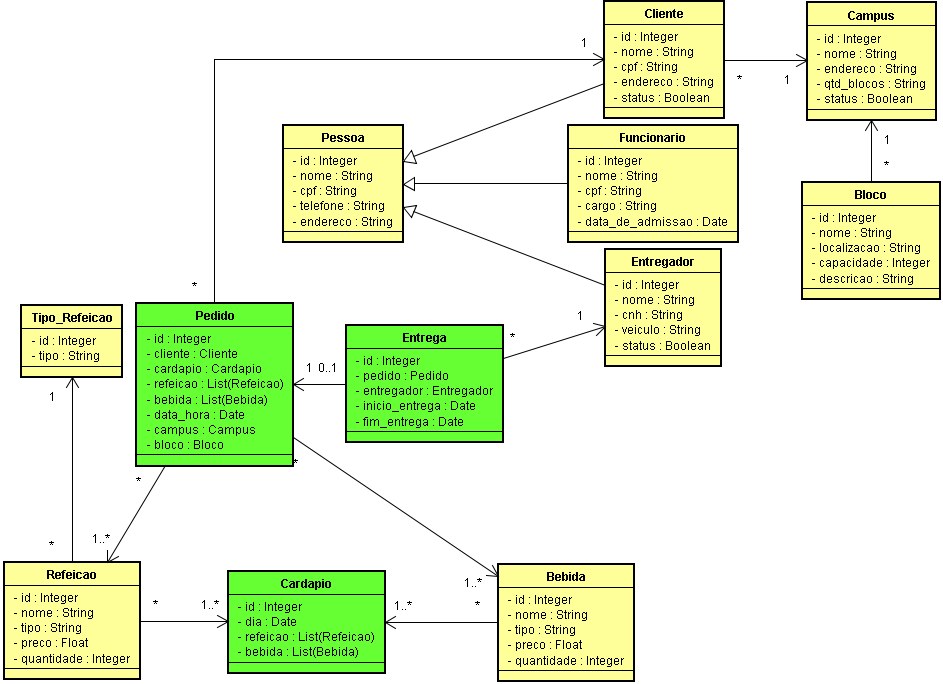 Cliente
- id : Integer
- nome : String
- cpf : String
- endereco : String
- status : Boolean
Campus
- id : Integer
- nome : String
- endereco : String
- qtd_blocos : String
- status : Boolean
1
*
1
Pessoa
- id : Integer
- nome : String
- cpf : String
- telefone : String
- endereco : String
Funcionario
- id : Integer
- nome : String
- cpf : String
- cargo : String
- data_de_admissao : Date
1
*
Bloco
- id : Integer
- nome : String
- localizacao : String
- capacidade : Integer
- descricao : String
Entregador
- id : Integer
- nome : String
- cnh : String
- veiculo : String
- status : Boolean
*
Tipo_Refeicao
- id : Integer
- tipo : String
Pedido
- id : Integer
- cliente : Cliente
- cardapio : Cardapio
- refeicao : List(Refeicao)
- bebida : List(Bebida)
- data_hora : Date
- campus : Campus
- bloco : Bloco
Entrega
- id : Integer
- pedido : Pedido
- entregador : Entregador
- inicio_entrega : Date
- fim_entrega : Date
*
1
1 0..1
1
*
*
*
1..*
Refeicao
- id : Integer
- nome : String
- tipo : String
- preco : Float
- quantidade : Integer
*
1..*
Cardapio
- id : Integer
- dia : Date
- refeicao : List(Refeicao)
- bebida : List(Bebida)
1..*
1..*
*
Bebida
- id : Integer
- nome : String
- tipo : String
- preco : Float
- quantidade : Integer